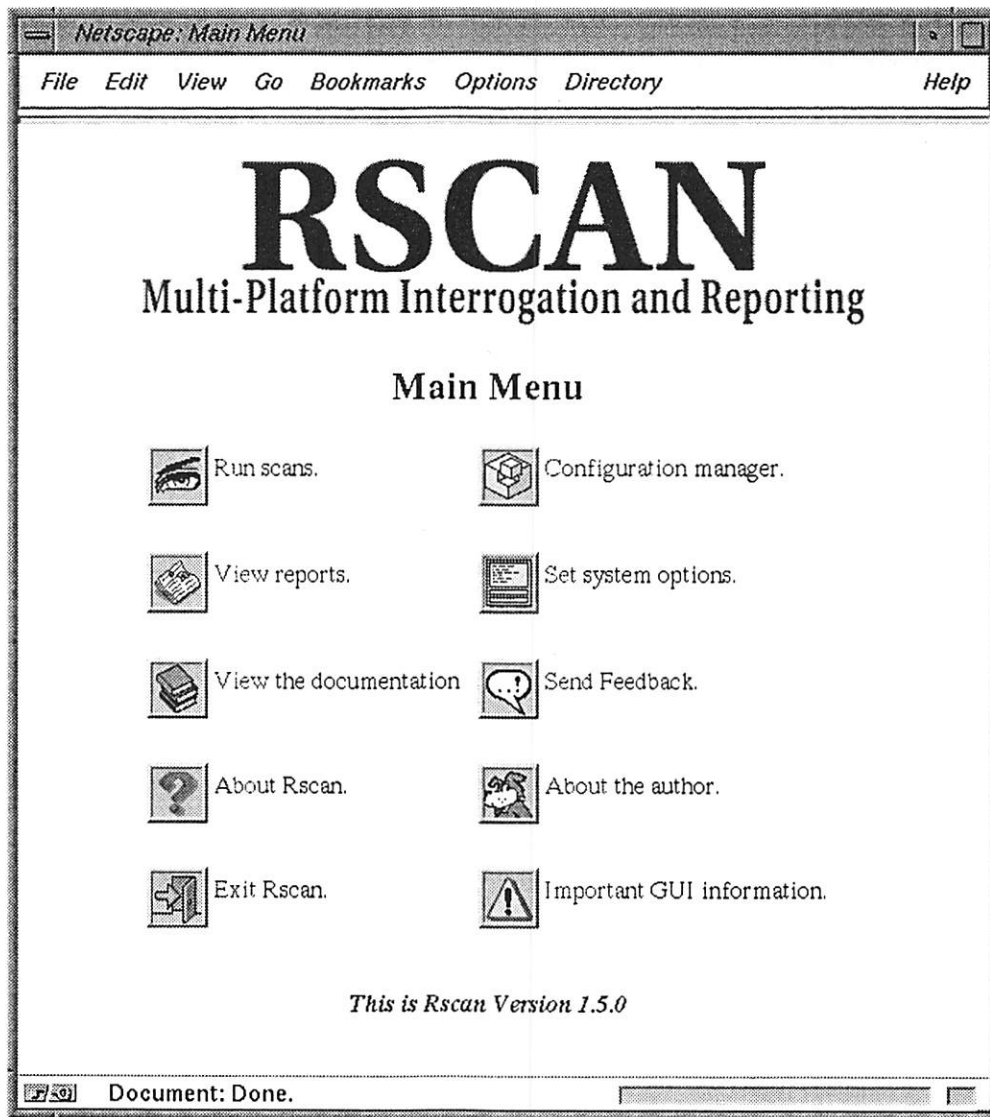 Netscape: Main Menu
File Edit View Go Bookmarks Options Directory Help
RSCAN
Multi-Platform Interrogation and Reporting
Main Menu
Run scans. Configuration manager.
View reports. Set system options.
View the documentation Send Feedback.
About Rscan. About the author.
Exit Rscan. Important GUI information.
This is Rscan Version 1.5.0
Document: Done.